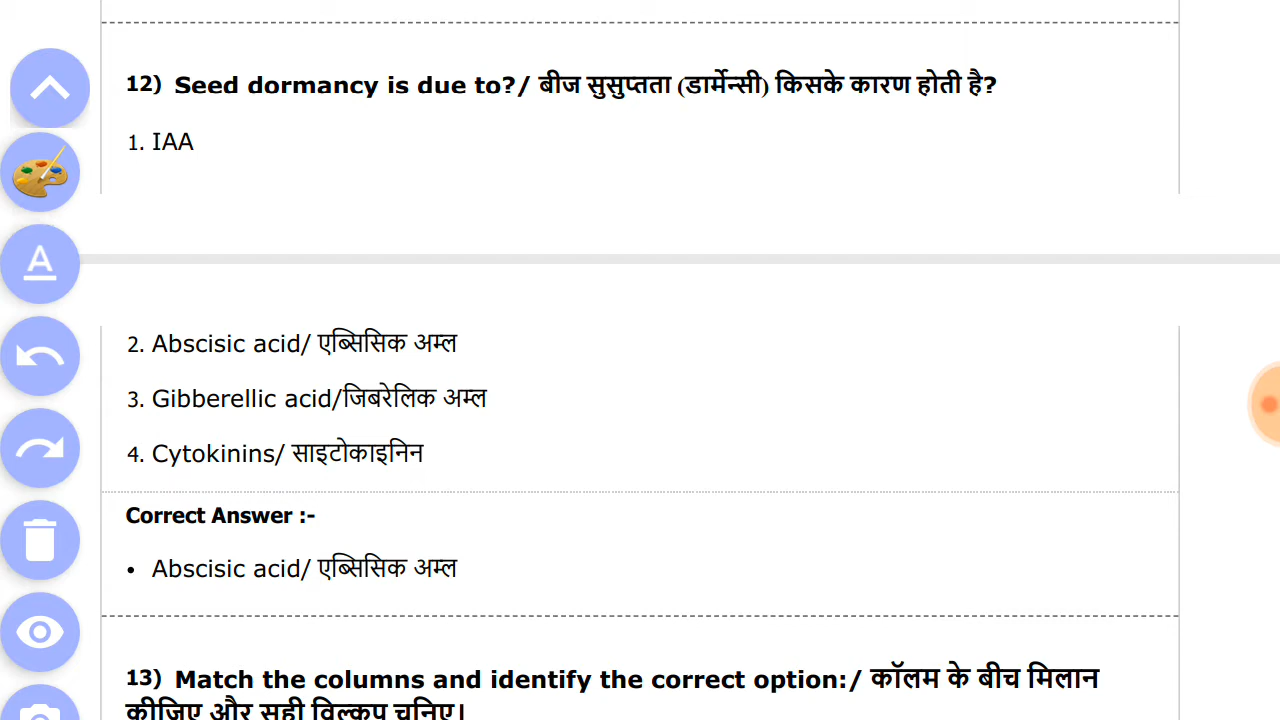 12) Seed dormancy is due to?/ बीज सुसुप्तता (डार्मेन्सी) किसके कारण होती है?
1. IAA
A
2. Abscisic acid/ एब्सिसिक अम्ल
3. Gibberellic acid/जिबरेलिक अम्ल
4. Cytokinins/ साइटोकाइनिन
Correct Answer :-
• Abscisic acid/ एब्सिसिक अम्ल
13) Match the columns and identify the correct option:/ कॉलम के बीच मिलान
कीजिए और सही विल्कप चुनिए।